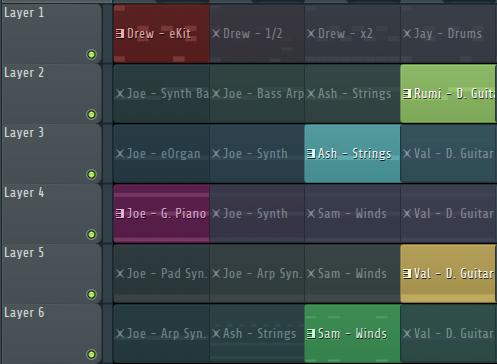 Layer 1
Drew - eKit
Drew - 1/2
Drew - x2
Jay - Drums
Layer 2
Joe - Synth Ba
Joe - Bass Arp
Ash - Strings
Rumi - D. Guit
Layer 3
Joe - eOrgan
Joe - Synth
Ash - Strings
Val - D. Guitar
Layer 4
Joe - G. Piano
Joe - Synth
Sam - Winds
Val - D. Guitar
Layer 5
Joe - Pad Syn.
Joe - Arp Syn.
Sam - Winds
Val - D. Guitar
Layer 6
Joe - Arp Syn.
Ash - Strings
Sam - Winds
Val - D. Guitar